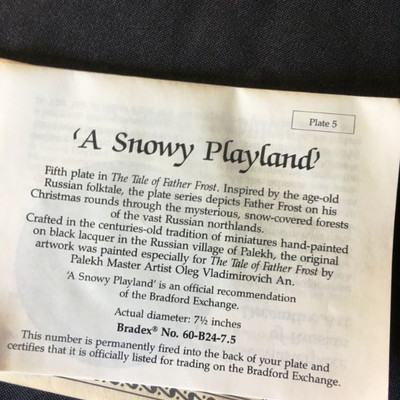 Plate 5
'A Snowy Playland'
Fifth plate in The Tale of Father Frost. Inspired by the age-old
Russian folktale, the plate series depicts Father Frost on his
Christmas rounds through the mysterious, snow-covered forests
of the vast Russian northlands.
Crafted in the centuries-old tradition of miniatures hand-painted
on black lacquer in the Russian village of Palekh, the original
artwork was painted especially for The Tale of Father Frost by
Palekh Master Artist Oleg Vladimirovich An.
'A Snowy Playland' is an official recommendation
of the Bradford Exchange.
Actual diameter: 7½ inches
Bradex® No. 60-B24-7.5
This number is permanently fired into the back of your plate and
certifies that it is officially listed for trading on the Bradford Exchange.